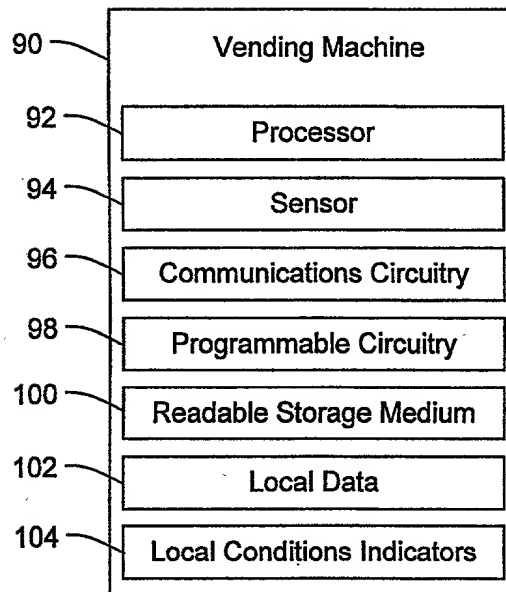 90 Vending Machine
92 Processor
94 Sensor
96 Communications Circuitry
98 Programmable Circuitry
100 Readable Storage Medium
102 Local Data
104 Local Conditions Indicators